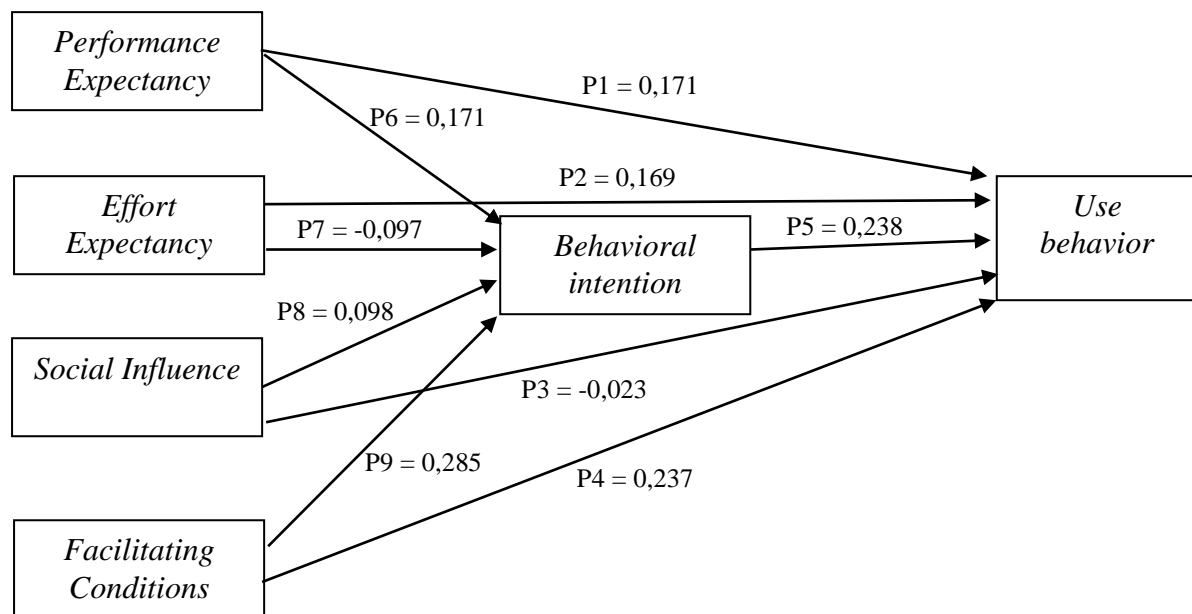 Performance
Expectancy
P1 = 0,171
P6 = 0,171
P2 = 0,169
Effort
Expectancy
Use
behavior
P7 = -0,097
P5 = 0,238
Behavioral
intention
P8 = 0,098
Social Influence
P3 = -0,023
P9 = 0,285
P4 = 0,237
Facilitating
Conditions